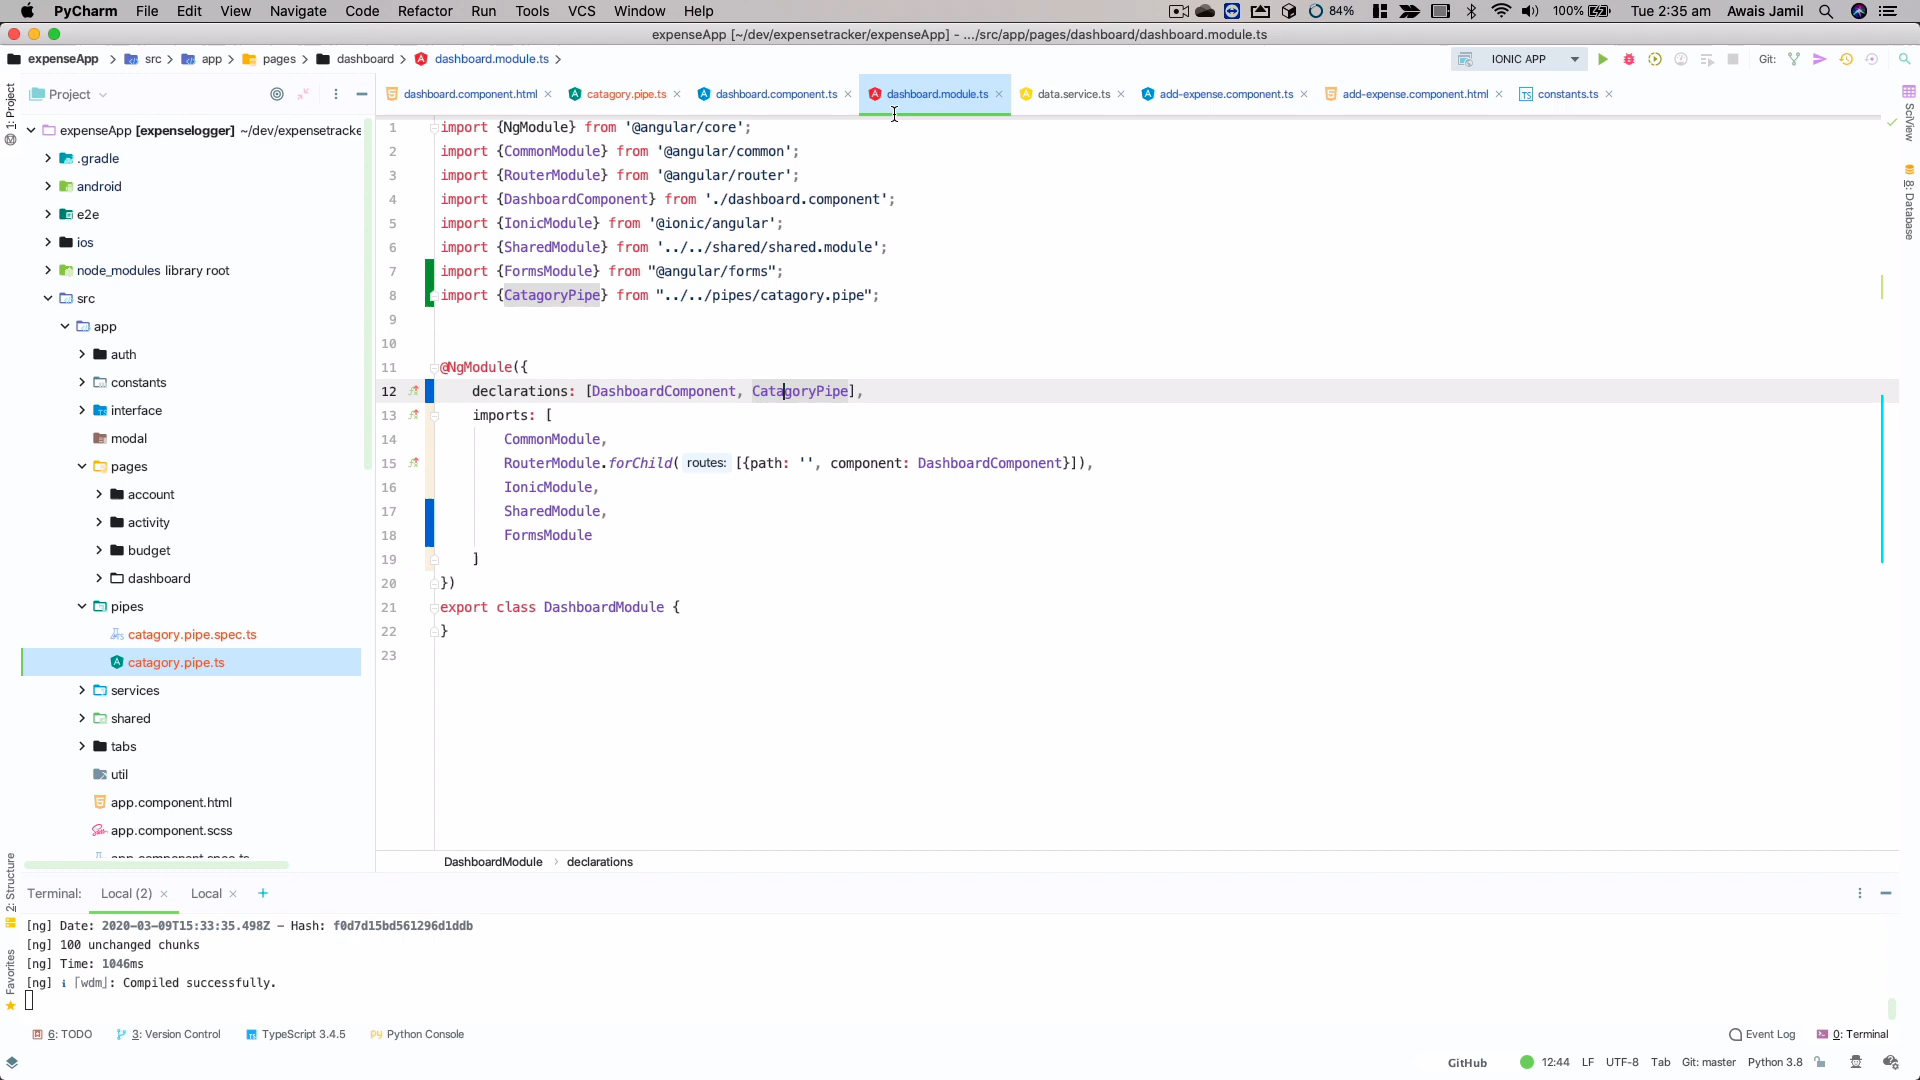 PyCharm File Edit View Navigate Code Refactor Run Tools VCS Window Help 84% 100% Tue 2:35 am Awais Jamil
expenseApp [~/dev/expensetracker/expenseApp] - .../src/app/pages/dashboard/dashboard.module.ts
expenseApp src app pages dashboard dashboard.module.ts IONIC APP Git:
Project dashboard.component.html catagory.pipe.ts dashboard.component.ts dashboard.module.ts data.service.ts add-expense.component.ts add-expense.component.html constants.ts
1: Project
SciView
8: Database
expenseApp [expenselogger] ~/dev/expensetracke
.gradle
android
e2e
ios
node_modules library root
src
app
auth
constants
interface
modal
pages
account
activity
budget
dashboard
pipes
catagory.pipe.spec.ts
catagory.pipe.ts
services
shared
tabs
util
app.component.html
app.component.scss
app.component.spec.ts
1 import {NgModule} from '@angular/core';
2 import {CommonModule} from '@angular/common';
3 import {RouterModule} from '@angular/router';
4 import {DashboardComponent} from './dashboard.component';
5 import {IonicModule} from '@ionic/angular';
6 import {SharedModule} from '../../shared/shared.module';
7 import {FormsModule} from "@angular/forms";
8 import {CatagoryPipe} from "../../pipes/catagory.pipe";
9
10
11 @NgModule({
12 declarations: [DashboardComponent, CatagoryPipe],
13 imports: [
14 CommonModule,
15 RouterModule.forChild( routes: [{path: '', component: DashboardComponent}]),
16 IonicModule,
17 SharedModule,
18 FormsModule
19 ]
20 })
21 export class DashboardModule {
22 }
23
DashboardModule › declarations
2: Structure
Favorites
Terminal: Local (2) Local +
[ng] Date: 2020-03-09T15:33:35.498Z - Hash: f0d7d15bd561296d1ddb
[ng] 100 unchanged chunks
[ng] Time: 1046ms
[ng] ℹ ｢wdm｣: Compiled successfully.
6: TODO 3: Version Control TypeScript 3.4.5 Python Console Event Log 0: Terminal
GitHub 12:44 LF UTF-8 Tab Git: master Python 3.8